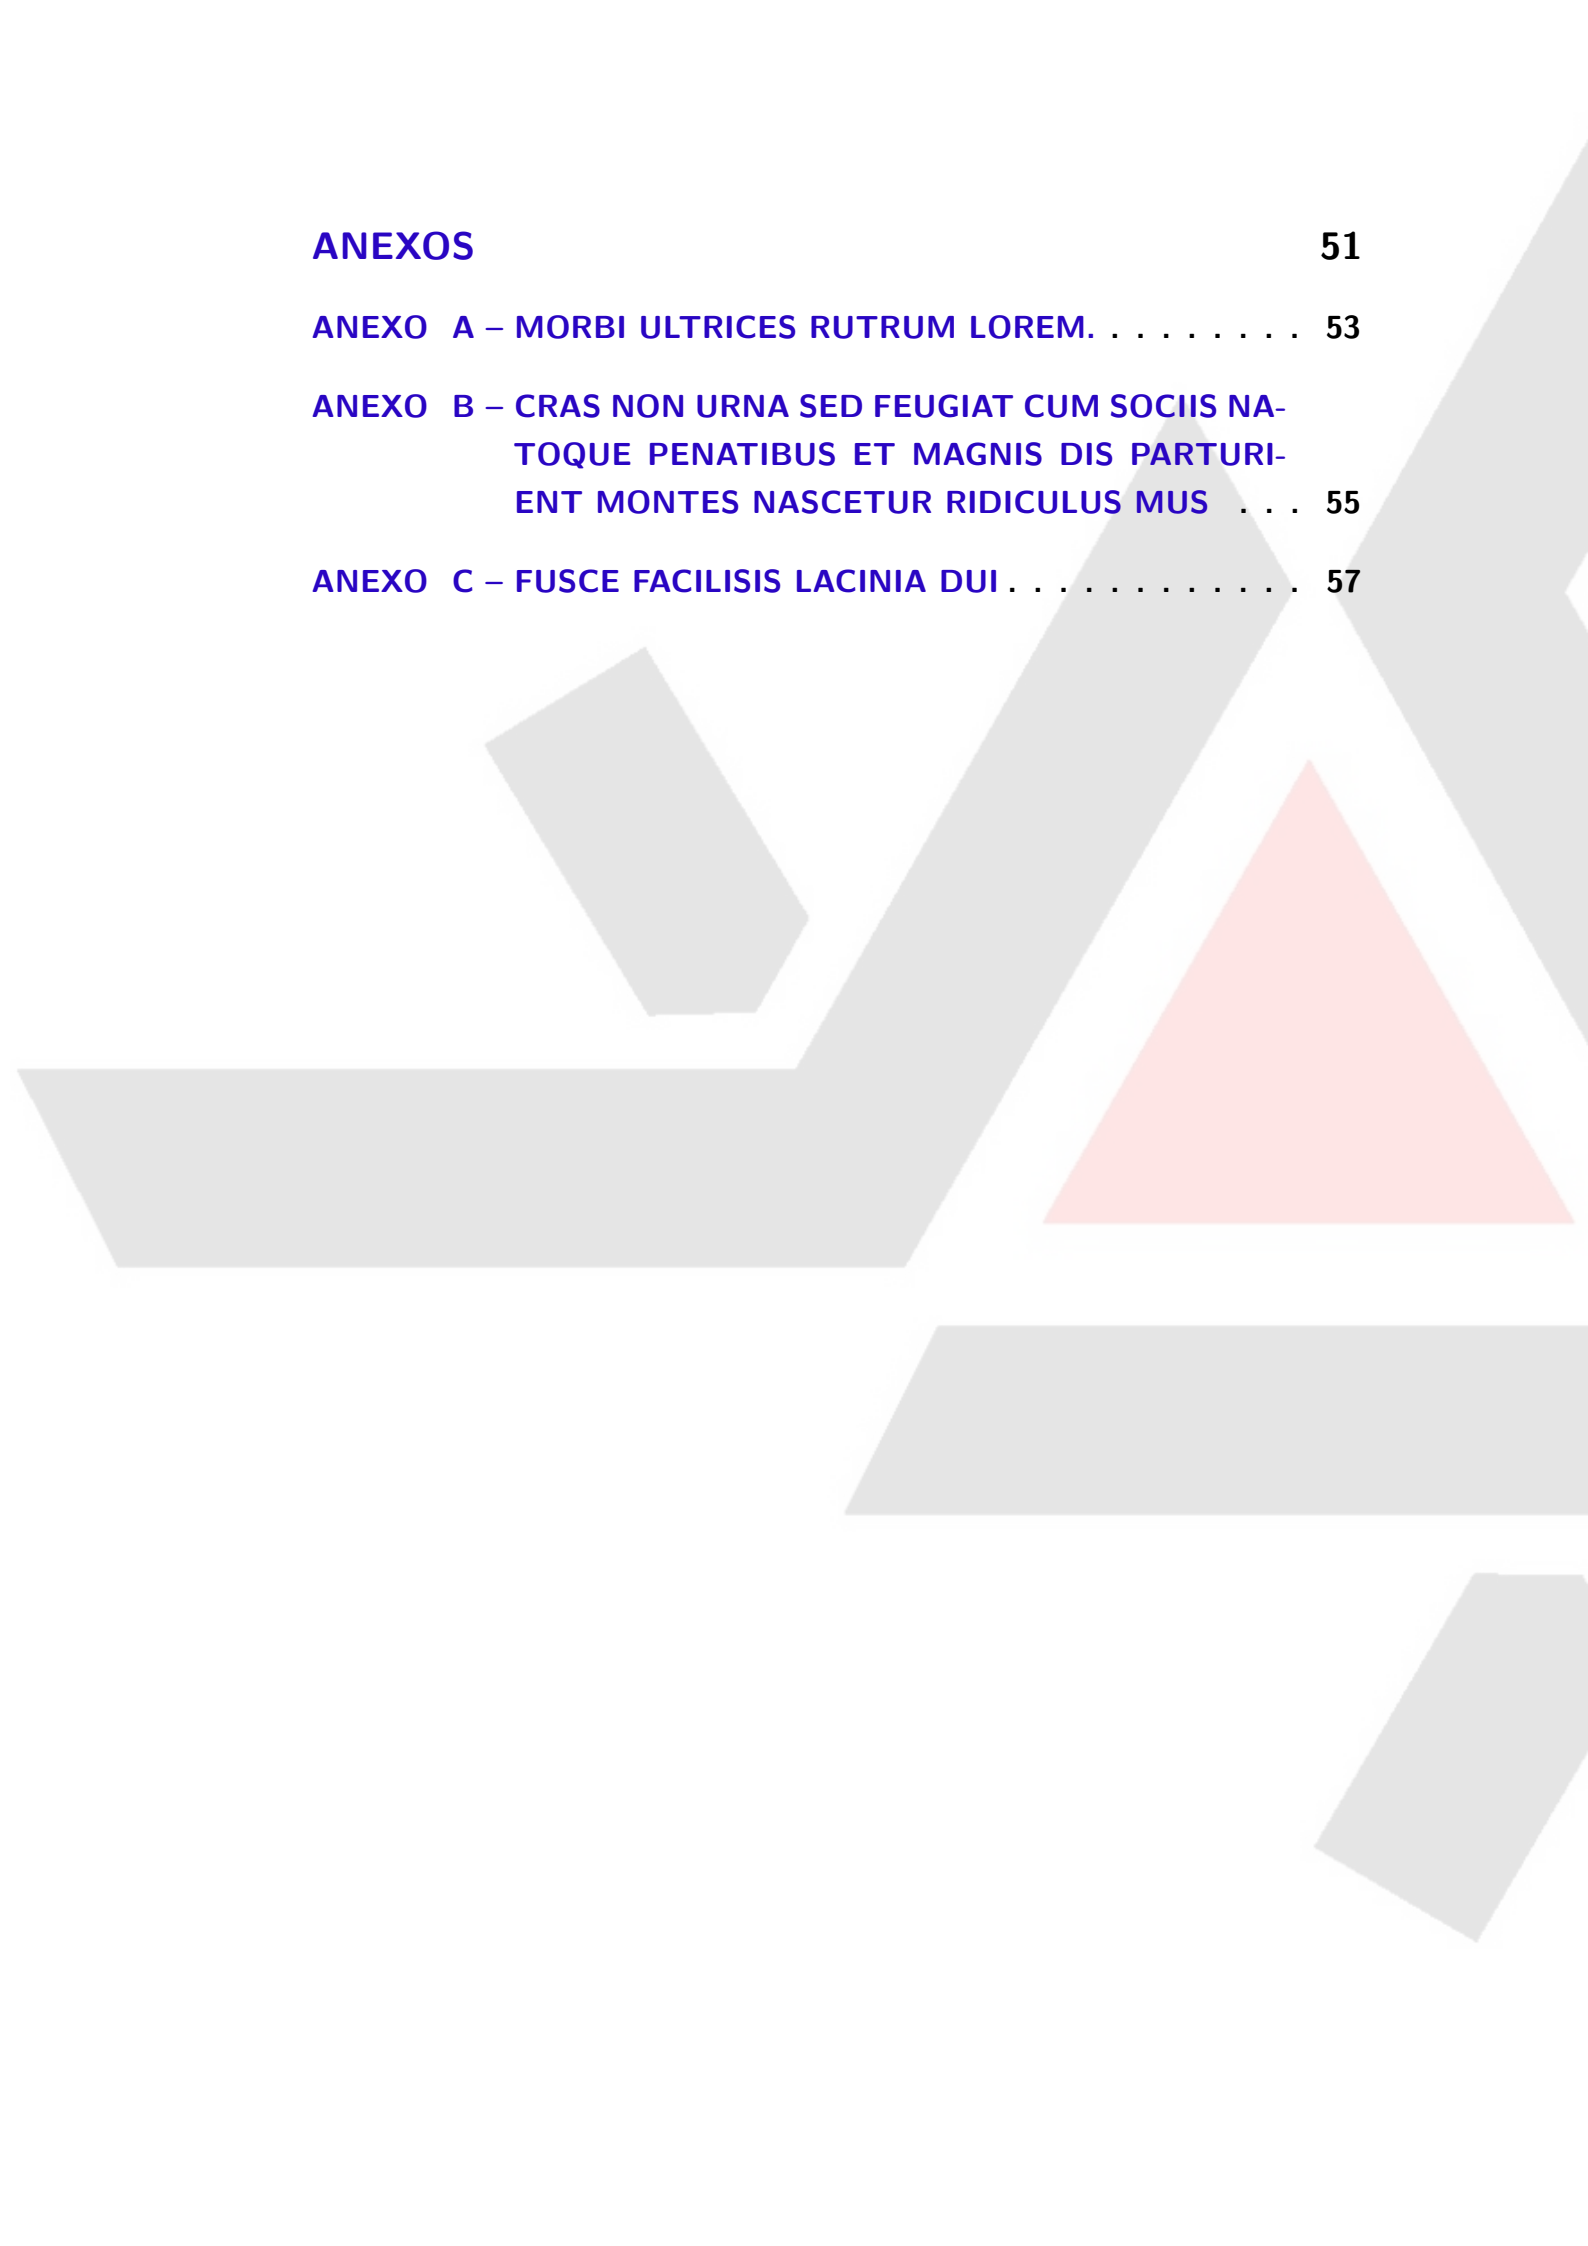 ANEXOS 51
ANEXO A – MORBI ULTRICES RUTRUM LOREM. . . . . . . . . 53
ANEXO B – CRAS NON URNA SED FEUGIAT CUM SOCIIS NA-
TOQUE PENATIBUS ET MAGNIS DIS PARTURI-
ENT MONTES NASCETUR RIDICULUS MUS . . . 55
ANEXO C – FUSCE FACILISIS LACINIA DUI . . . . . . . . . . . . 57